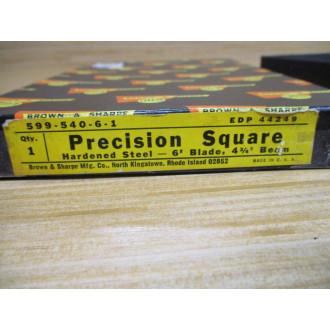 BROWN & SHARPE
599-540-6-1 EDP 44249
Qty. Precision Square
1 Hardened Steel — 6" Blade, 4¾" Beam
Brown & Sharpe Mfg. Co., North Kingstown, Rhode Island 02852 MADE IN U. S. A.